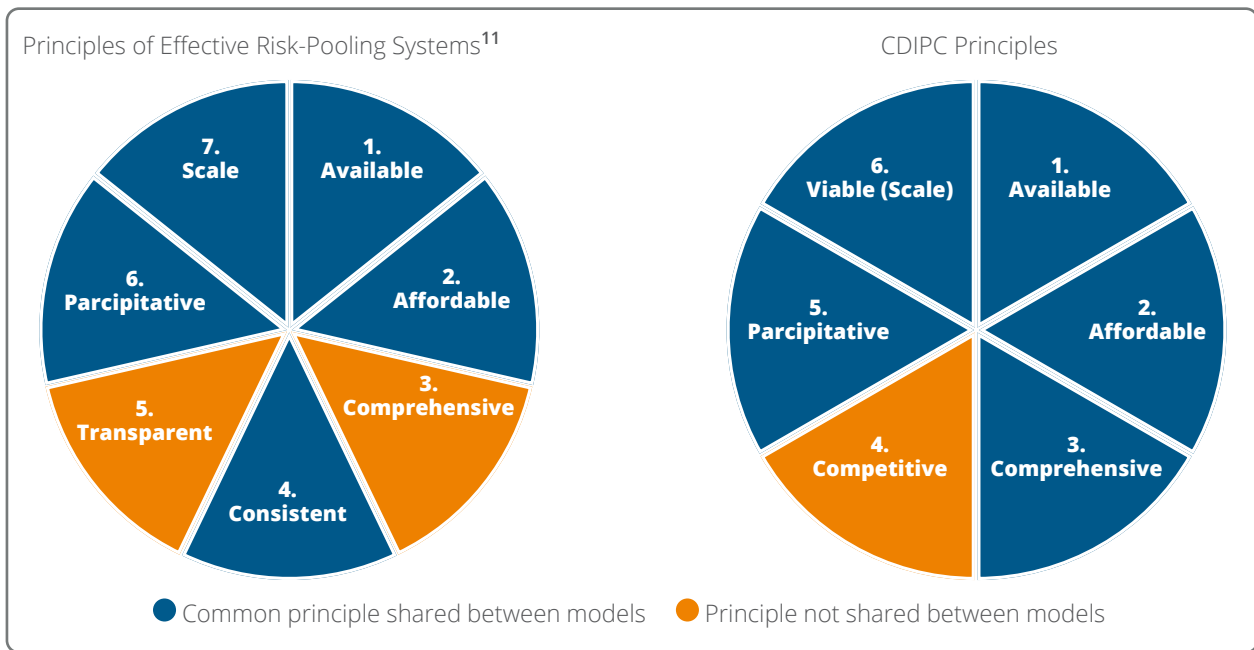 Principles of Effective Risk-Pooling Systems11
1.
Available
2.
Affordable
3.
Comprehensive
4.
Consistent
5.
Transparent
6.
Parcipitative
7.
Scale
CDIPC Principles
1.
Available
2.
Affordable
3.
Comprehensive
4.
Competitive
5.
Parcipitative
6.
Viable (Scale)
Common principle shared between models
Principle not shared between models